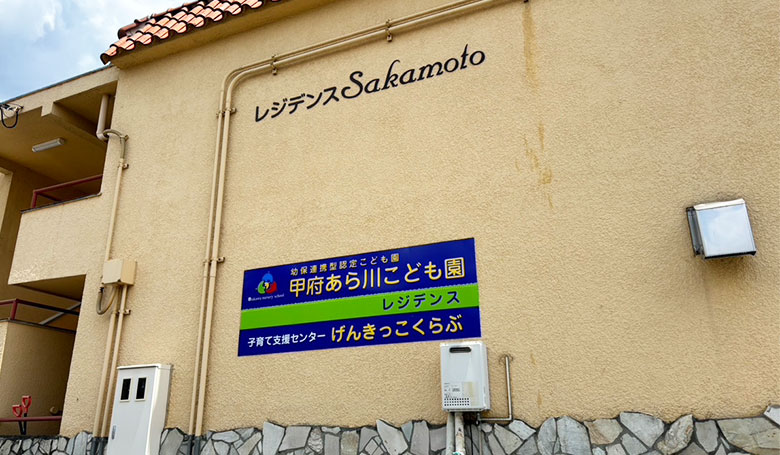 レジデンスSakamoto
幼保連携型認定こども園
甲府あら川こども園
レジデンス
子育て支援センター げんきっこくらぶ
nursery school